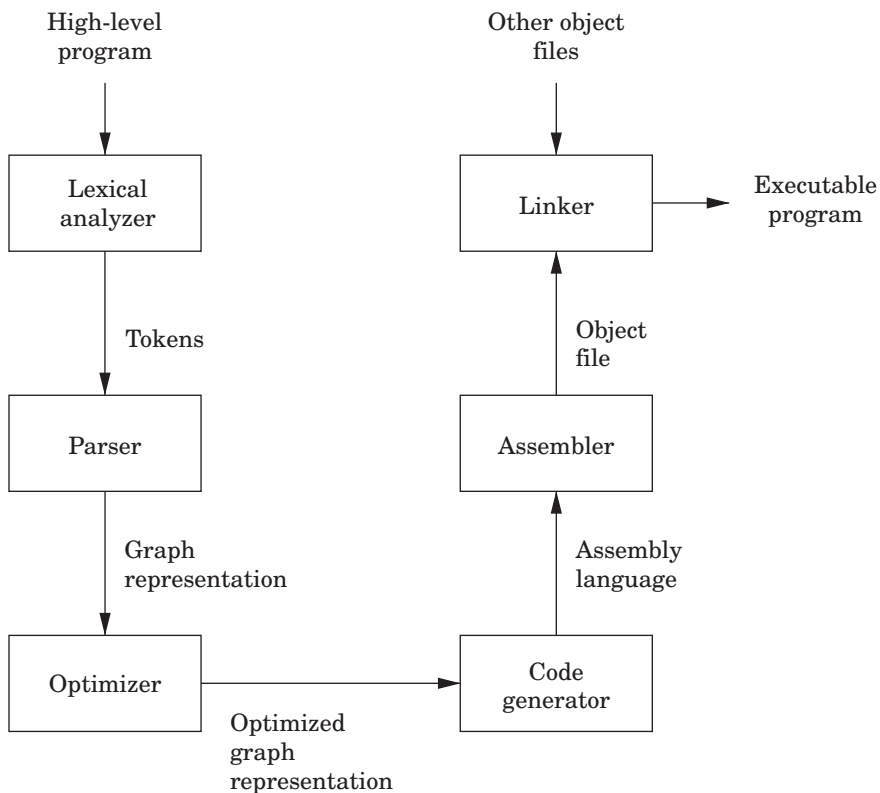 High-level
program
Lexical
analyzer
Tokens
Parser
Graph
representation
Optimizer
Optimized
graph
representation
Code
generator
Assembly
language
Assembler
Object
file
Linker
Other object
files
Executable
program